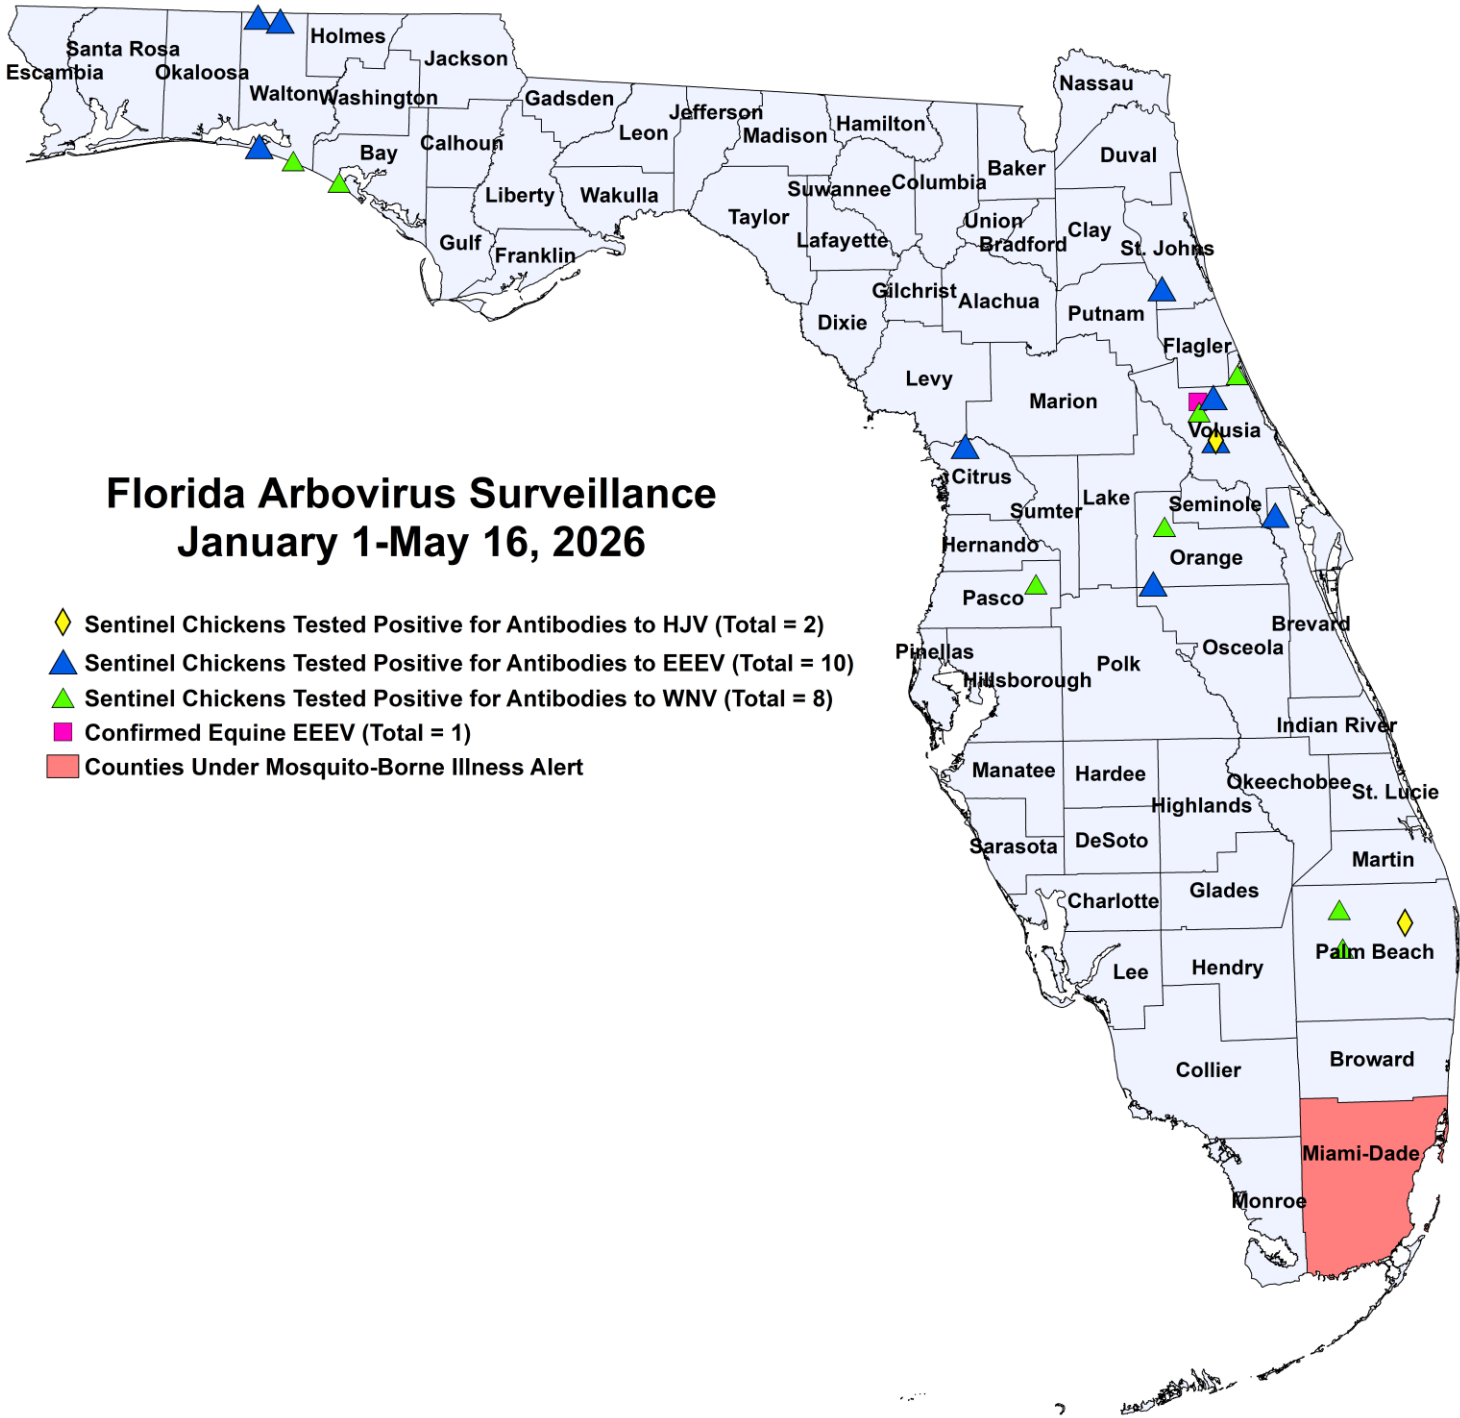 Santa Rosa
Escambia
Okaloosa
Holmes
Walton
Washington
Jackson
Bay
Calhoun
Gulf
Liberty
Franklin
Gadsden
Leon
Wakulla
Jefferson
Madison
Taylor
Hamilton
Suwannee
Lafayette
Columbia
Baker
Nassau
Duval
Union
Bradford
Clay
St. Johns
Gilchrist
Dixie
Alachua
Putnam
Flagler
Levy
Marion
Volusia
Citrus
Sumter
Lake
Seminole
Hernando
Orange
Pasco
Brevard
Osceola
Pinellas
Hillsborough
Polk
Indian River
Manatee
Hardee
Highlands
Okeechobee
St. Lucie
Sarasota
DeSoto
Martin
Charlotte
Glades
Lee
Hendry
Palm Beach
Collier
Broward
Miami-Dade
Monroe
Florida Arbovirus Surveillance
January 1-May 16, 2026
Sentinel Chickens Tested Positive for Antibodies to HJV (Total = 2)
Sentinel Chickens Tested Positive for Antibodies to EEEV (Total = 10)
Sentinel Chickens Tested Positive for Antibodies to WNV (Total = 8)
Confirmed Equine EEEV (Total = 1)
Counties Under Mosquito-Borne Illness Alert